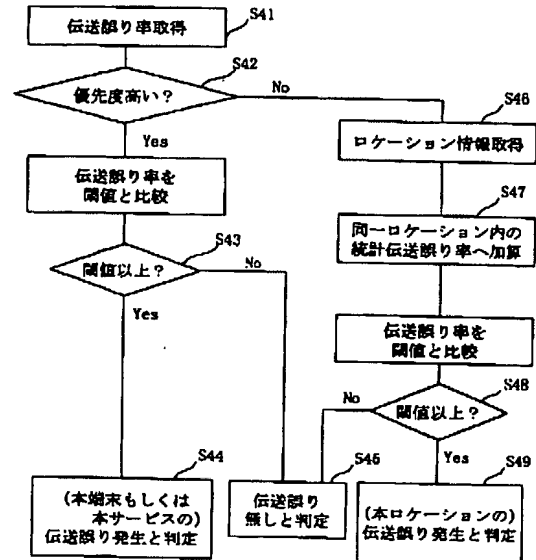 伝送誤り率取得
S41
優先度高い？
S42
No
Yes
伝送誤り率を
閾値と比較
S43
閾値以上？
No
Yes
S44
（本端末もしくは
本サービスの）
伝送誤り発生と判定
S45
伝送誤り
無しと判定
S46
ロケーション情報取得
S47
同一ロケーション内の
統計伝送誤り率へ加算
伝送誤り率を
閾値と比較
S48
閾値以上？
No
Yes
S49
（本ロケーションの）
伝送誤り発生と判定